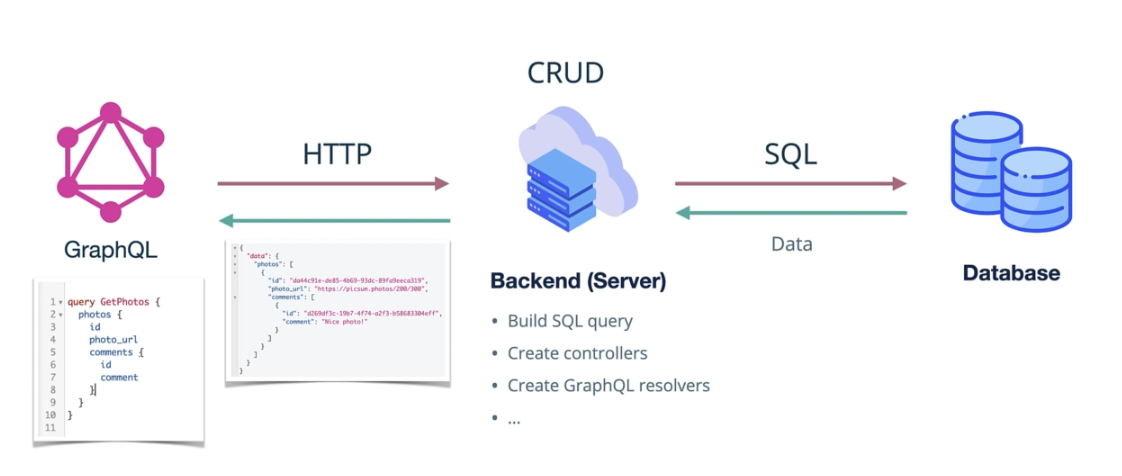 CRUD
HTTP
SQL
GraphQL
Data
Backend (Server)
Database
• Build SQL query
• Create controllers
• Create GraphQL resolvers
• ...
1 query GetPhotos {
2 photos {
3 id
4 photo_url
5 comments {
6 id
7 comment
8 }
9 }
10 }
11
{
"data": {
"photos": [
{
"id": "da44c91e-de85-4b69-93dc-89fa9eeca319",
"photo_url": "https://picsum.photos/200/300",
"comments": [
{
"id": "d269df3c-19b7-4f74-a2f3-b58683304eff",
"comment": "Nice photo!"
}
]
}
]
}
}